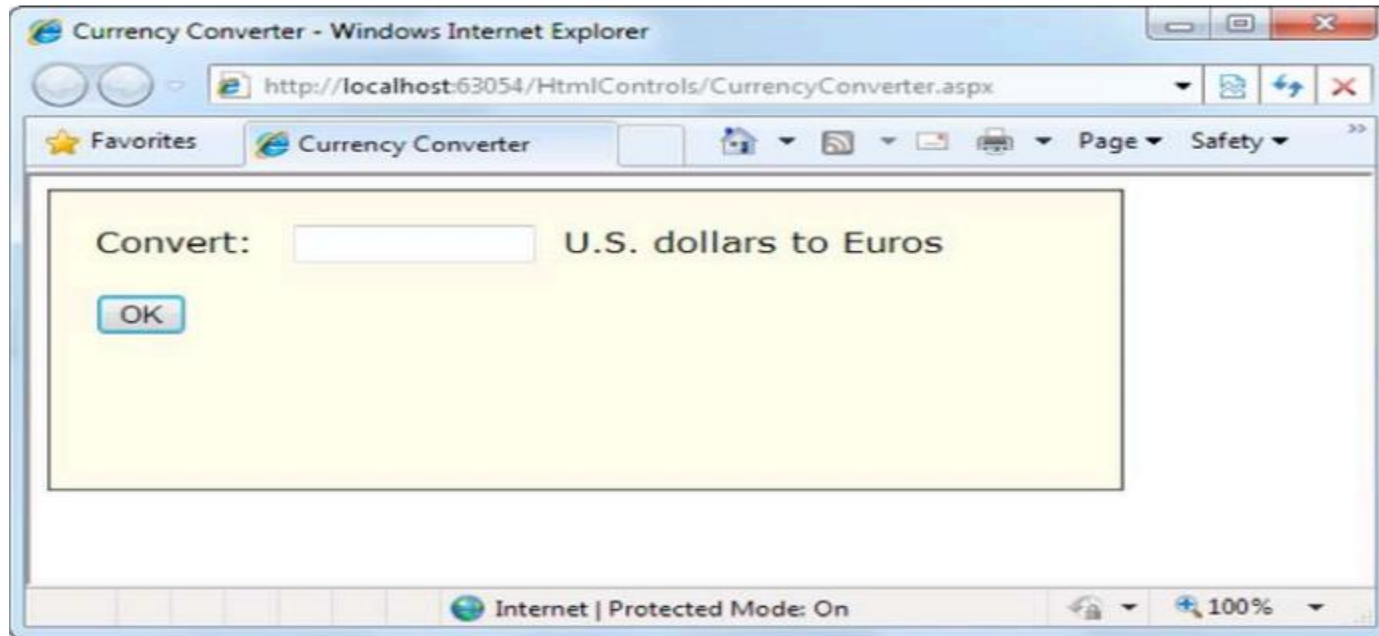 Currency Converter - Windows Internet Explorer
http://localhost:63054/HtmlControls/CurrencyConverter.aspx
Favorites Currency Converter Page Safety »
Convert: U.S. dollars to Euros
OK
Internet | Protected Mode: On 100%